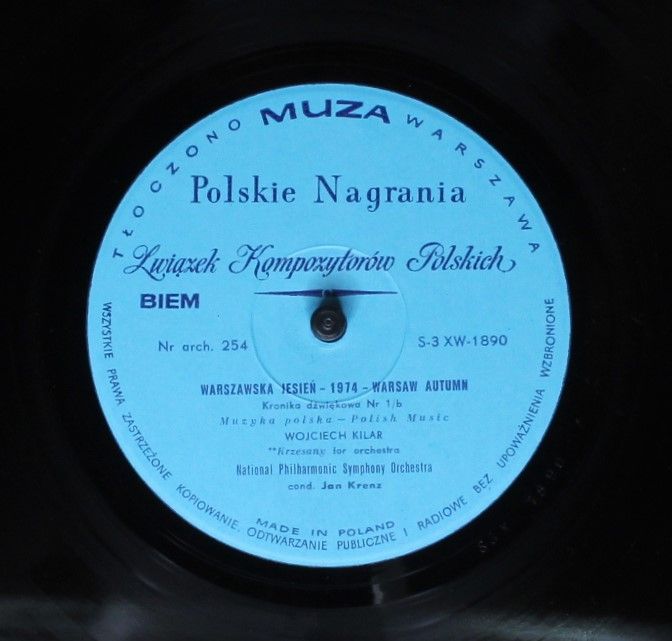 TŁOCZONO MUZA WARSZAWA
Polskie Nagrania
Związek Kompozytorów Polskich
BIEM
Nr arch. 254 S-3 XW-1890
WARSZAWSKA JESIEŃ - 1974 - WARSAW AUTUMN
Kronika dźwiękowa Nr 1/b
Muzyka polska — Polish Music
WOJCIECH KILAR
**Krzesany for orchestra
National Philharmonic Symphony Orchestra
cond. Jan Krenz
MADE IN POLAND
WSZYSTKIE PRAWA ZASTRZEŻONE KOPIOWANIE, ODTWARZANIE PUBLICZNE I RADIOWE BEZ UPOWAŻNIENIA WZBRONIONE